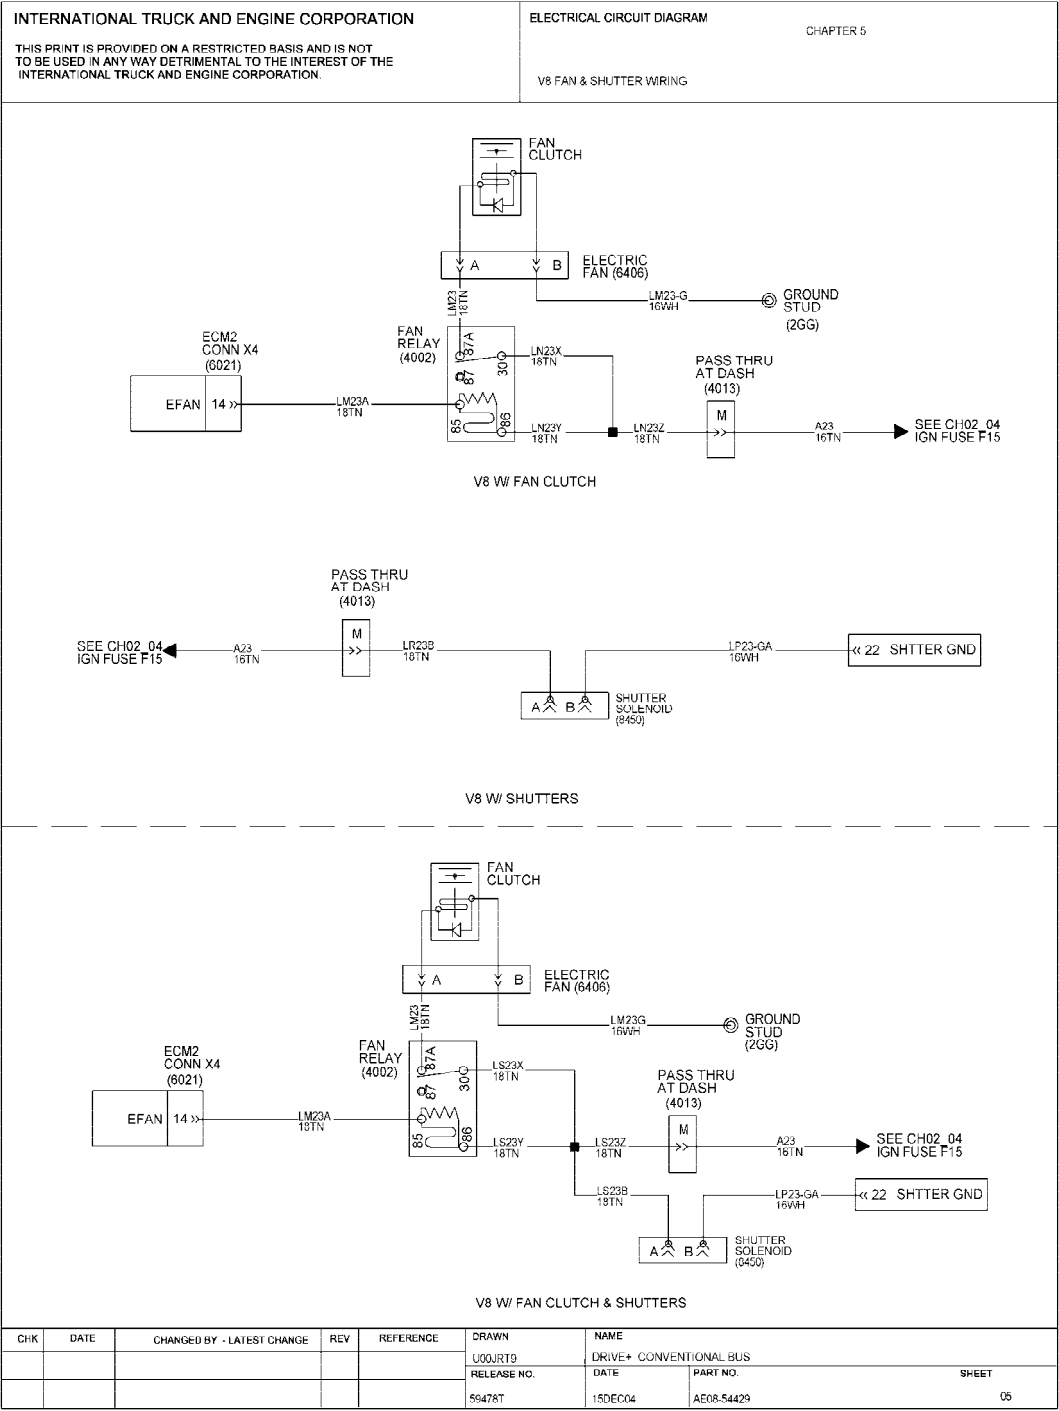 INTERNATIONAL TRUCK AND ENGINE CORPORATION
THIS PRINT IS PROVIDED ON A RESTRICTED BASIS AND IS NOT
TO BE USED IN ANY WAY DETRIMENTAL TO THE INTEREST OF THE
INTERNATIONAL TRUCK AND ENGINE CORPORATION.
ELECTRICAL CIRCUIT DIAGRAM
CHAPTER 5
V8 FAN & SHUTTER WIRING
FAN
CLUTCH
A
B
ELECTRIC
FAN (6406)
LM23
18TN
LM23-G
16WH
GROUND
STUD
(2GG)
ECM2
CONN X4
(6021)
EFAN
14
LM23A
18TN
FAN
RELAY
(4002)
87A
87
30
85
86
LN23X
18TN
LN23Y
18TN
LN23Z
18TN
PASS THRU
AT DASH
(4013)
M
A23
16TN
SEE CH02_04
IGN FUSE F15
V8 W/ FAN CLUTCH
PASS THRU
AT DASH
(4013)
SEE CH02_04
IGN FUSE F15
A23
16TN
M
LR23B
18TN
LP23-GA
16WH
22 SHTTER GND
A
B
SHUTTER
SOLENOID
(8450)
V8 W/ SHUTTERS
FAN
CLUTCH
A
B
ELECTRIC
FAN (6406)
LM23
18TN
LM23G
16WH
GROUND
STUD
(2GG)
ECM2
CONN X4
(6021)
EFAN
14
LM23A
18TN
FAN
RELAY
(4002)
87A
87
30
85
86
LS23X
18TN
LS23Y
18TN
LS23Z
18TN
PASS THRU
AT DASH
(4013)
M
A23
16TN
SEE CH02_04
IGN FUSE F15
LS23B
18TN
LP23-GA
16WH
22 SHTTER GND
A
B
SHUTTER
SOLENOID
(8450)
V8 W/ FAN CLUTCH & SHUTTERS
CHK
DATE
CHANGED BY - LATEST CHANGE
REV
REFERENCE
DRAWN
U00JRT9
NAME
DRIVE+ CONVENTIONAL BUS
RELEASE NO.
59478T
DATE
15DEC04
PART NO.
AE08-54429
SHEET
05